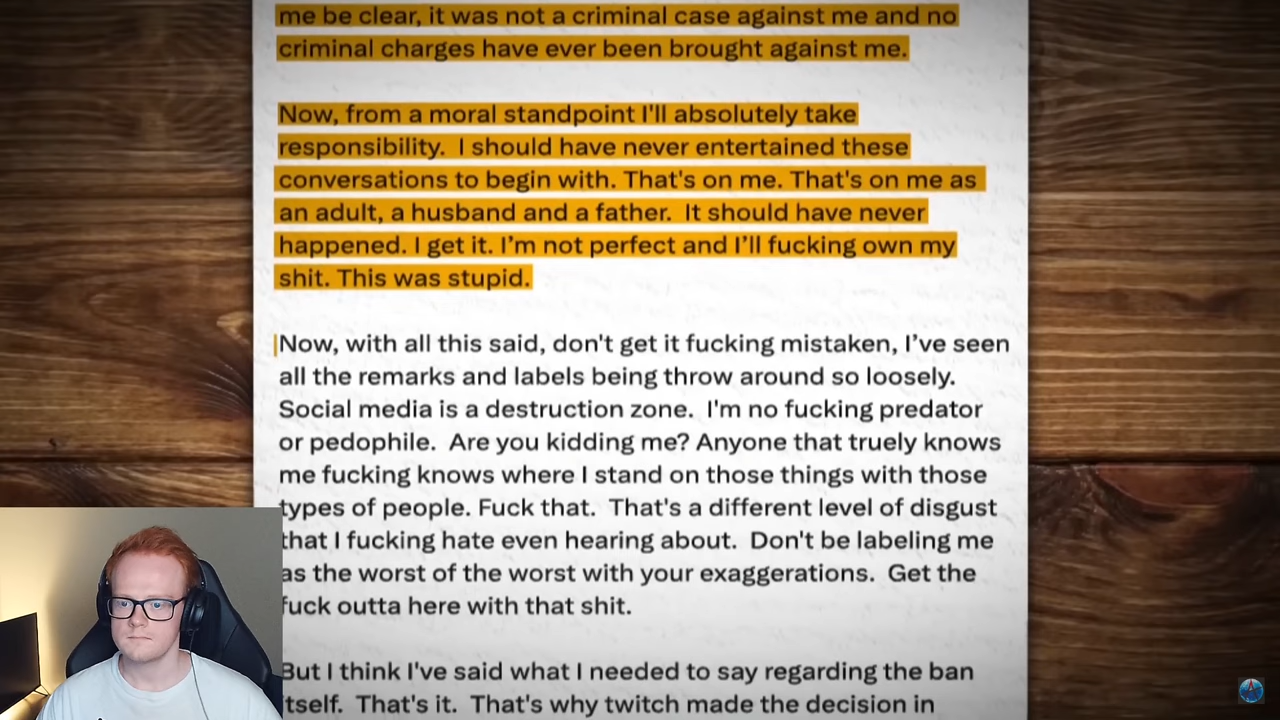 me be clear, it was not a criminal case against me and no
criminal charges have ever been brought against me.
Now, from a moral standpoint I'll absolutely take
responsibility. I should have never entertained these
conversations to begin with. That's on me. That's on me as
an adult, a husband and a father. It should have never
happened. I get it. I’m not perfect and I’ll fucking own my
shit. This was stupid.
Now, with all this said, don't get it fucking mistaken, I’ve seen
all the remarks and labels being throw around so loosely.
Social media is a destruction zone. I'm no fucking predator
or pedophile. Are you kidding me? Anyone that truely knows
me fucking knows where I stand on those things with those
types of people. Fuck that. That's a different level of disgust
that I fucking hate even hearing about. Don't be labeling me
as the worst of the worst with your exaggerations. Get the
fuck outta here with that shit.
But I think I've said what I needed to say regarding the ban
itself. That's it. That's why twitch made the decision in